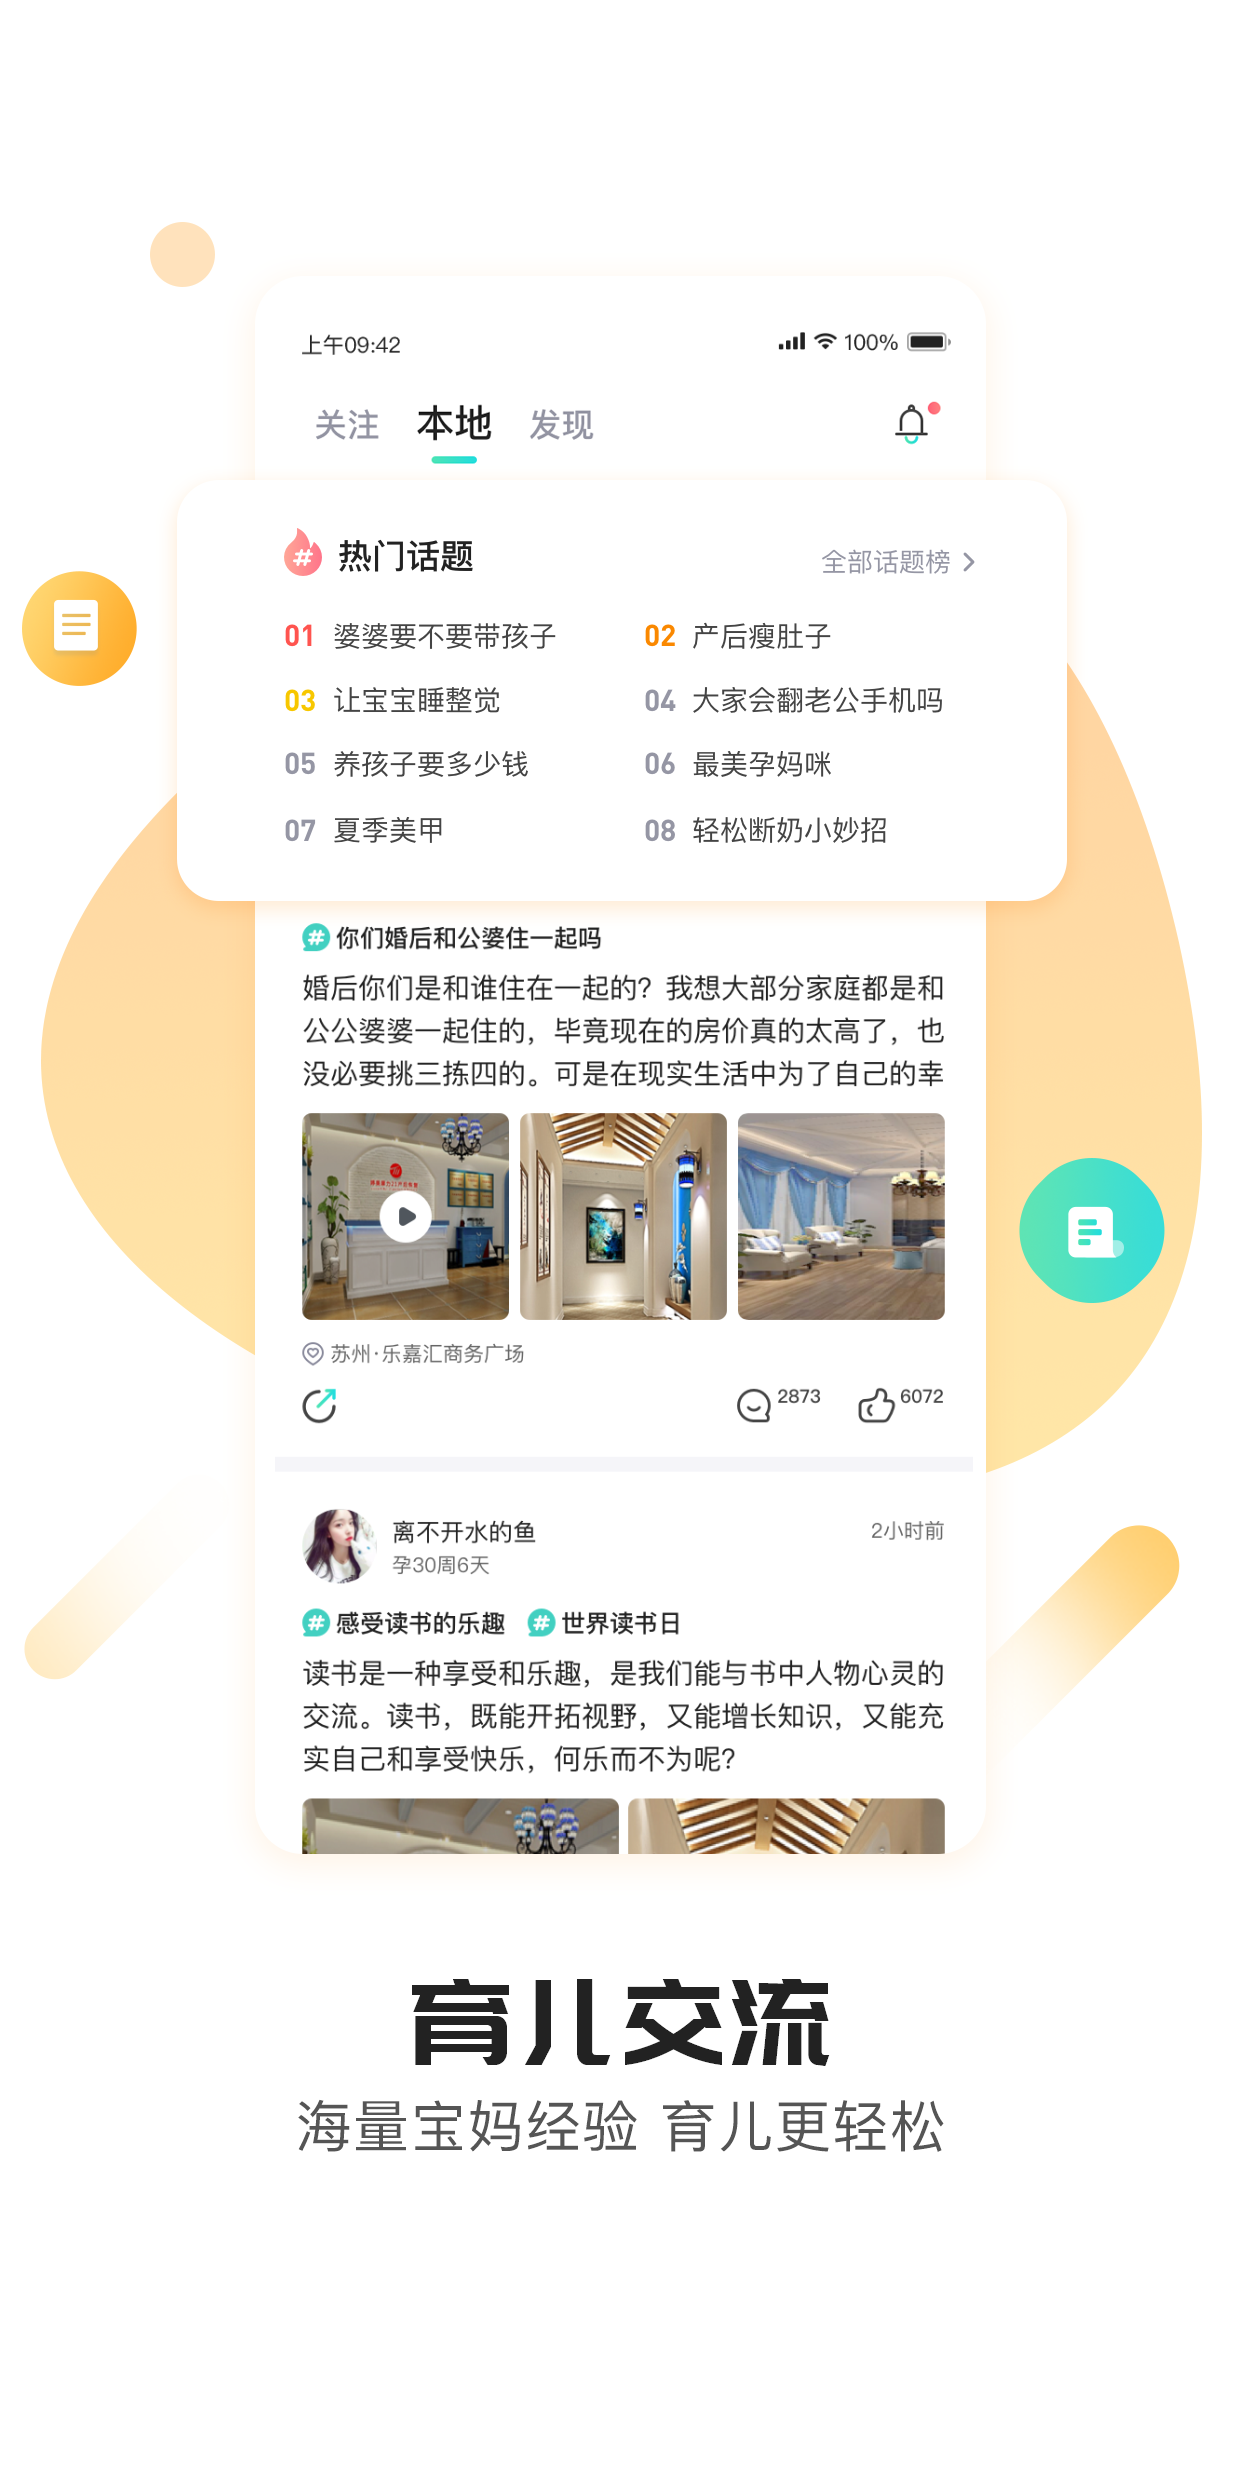 上午09:42
100%
关注 本地 发现
热门话题
全部话题榜
01 婆婆要不要带孩子
02 产后瘦肚子
03 让宝宝睡整觉
04 大家会翻老公手机吗
05 养孩子要多少钱
06 最美孕妈咪
07 夏季美甲
08 轻松断奶小妙招
你们婚后和公婆住一起吗
婚后你们是和谁住在一起的？我想大部分家庭都是和
公公婆婆一起住的，毕竟现在的房价真的太高了，也
没必要挑三拣四的。可是在现实生活中为了自己的幸
苏州·乐嘉汇商务广场
2873
6072
离不开水的鱼
2小时前
孕30周6天
感受读书的乐趣 世界读书日
读书是一种享受和乐趣，是我们能与书中人物心灵的
交流。读书，既能开拓视野，又能增长知识，又能充
实自己和享受快乐，何乐而不为呢？
育儿交流
海量宝妈经验 育儿更轻松